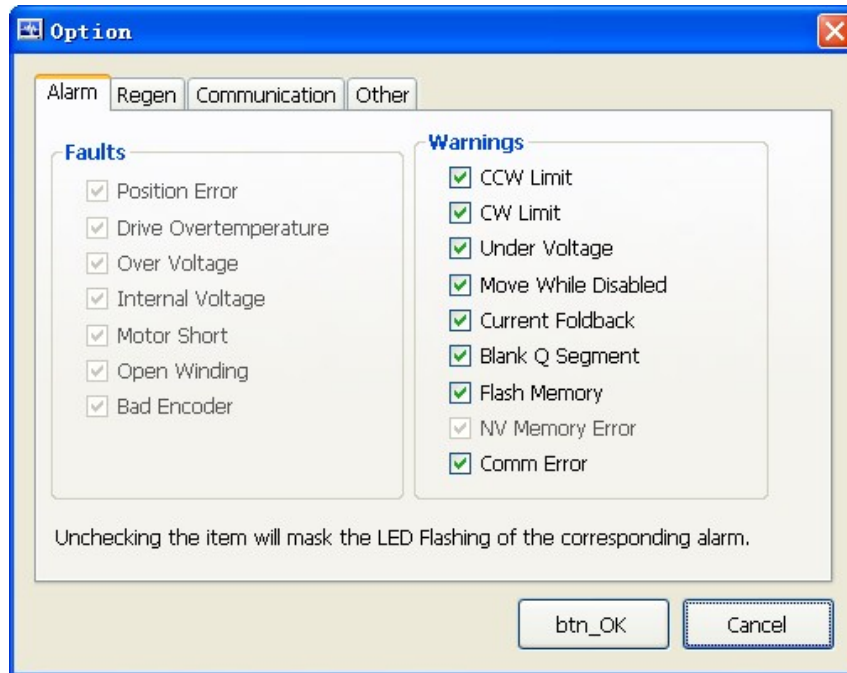 Option
Alarm Regen Communication Other
Faults
Position Error
Drive Overtemperature
Over Voltage
Internal Voltage
Motor Short
Open Winding
Bad Encoder
Warnings
CCW Limit
CW Limit
Under Voltage
Move While Disabled
Current Foldback
Blank Q Segment
Flash Memory
NV Memory Error
Comm Error
Unchecking the item will mask the LED Flashing of the corresponding alarm.
btn_OK Cancel